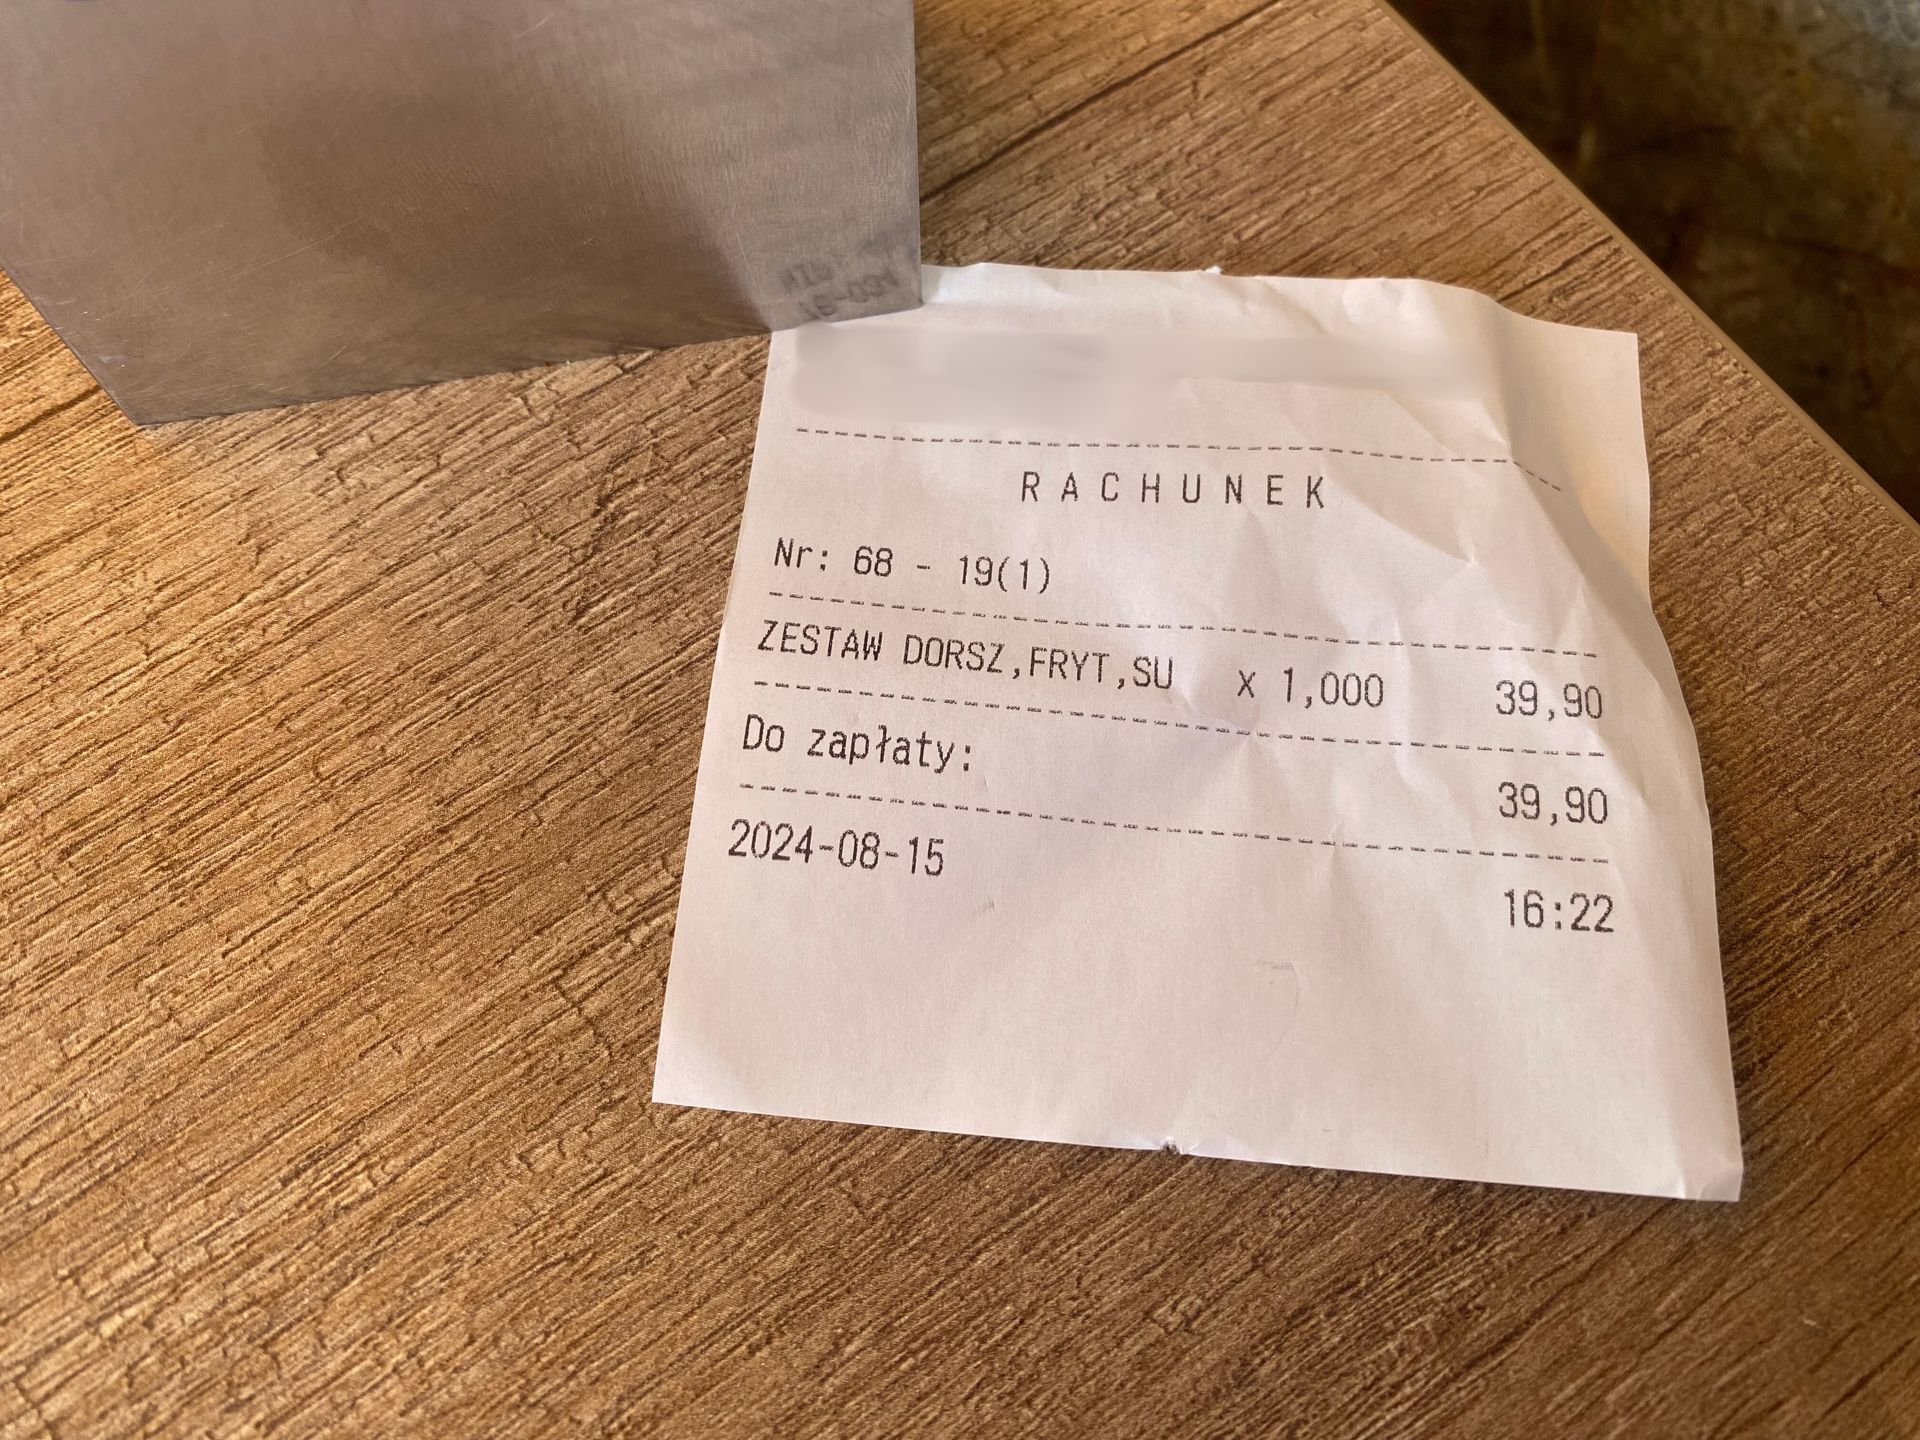 RACHUNEK
Nr: 68 - 19(1)
ZESTAW DORSZ,FRYT,SU x 1,000 39,90
Do zapłaty: 39,90
2024-08-15 16:22